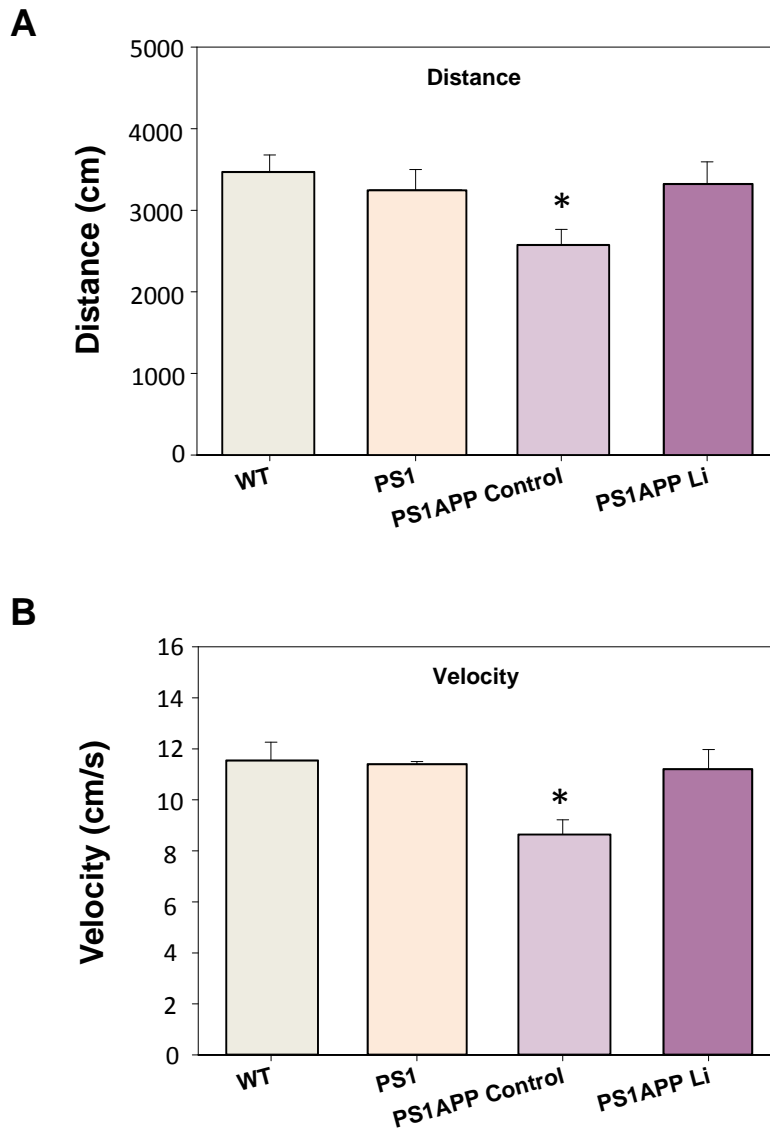 A
Distance
Distance (cm)
5000
4000
3000
2000
1000
0
*
WT
PS1
PS1APP Control
PS1APP Li
B
Velocity
Velocity (cm/s)
16
14
12
10
8
6
4
2
0
*
WT
PS1
PS1APP Control
PS1APP Li